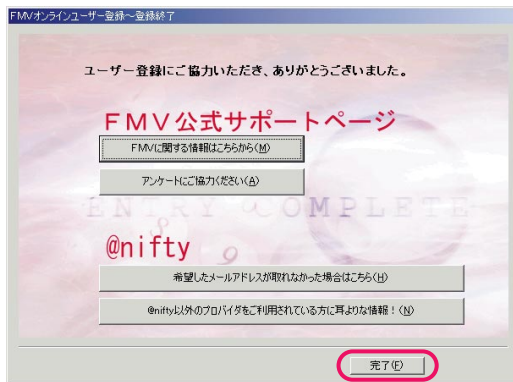 FMVオンラインユーザー登録～登録終了
ユーザー登録にご協力いただき、ありがとうございました。
FMV公式サポートページ
FMVに関する情報はこちらから(M)
アンケートにご協力ください(A)
ENTRY COMPLETE
@nifty
希望したメールアドレスが取れなかった場合はこちら(H)
@nifty以外のプロバイダをご利用されている方に耳よりな情報！(N)
完了(E)